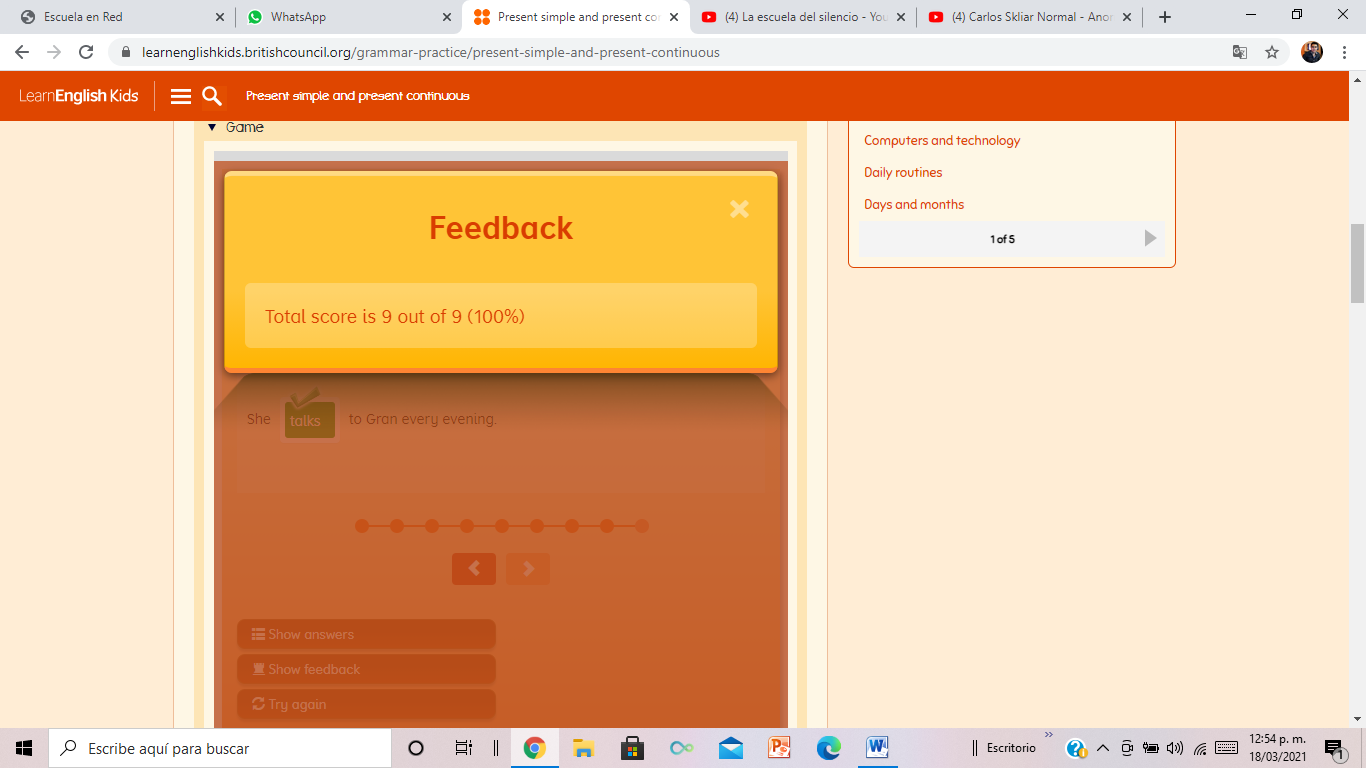 Escuela en Red
WhatsApp
Present simple and present con
(4) La escuela del silencio - You
(4) Carlos Skliar Normal - Anor
learnenglishkids.britishcouncil.org/grammar-practice/present-simple-and-present-continuous
LearnEnglish Kids
Present simple and present continuous
Game
Feedback
Total score is 9 out of 9 (100%)
She talks to Gran every evening.
Show answers
Show feedback
Try again
Computers and technology
Daily routines
Days and months
1 of 5
Escribe aquí para buscar
Escritorio
12:54 p. m.
18/03/2021
1